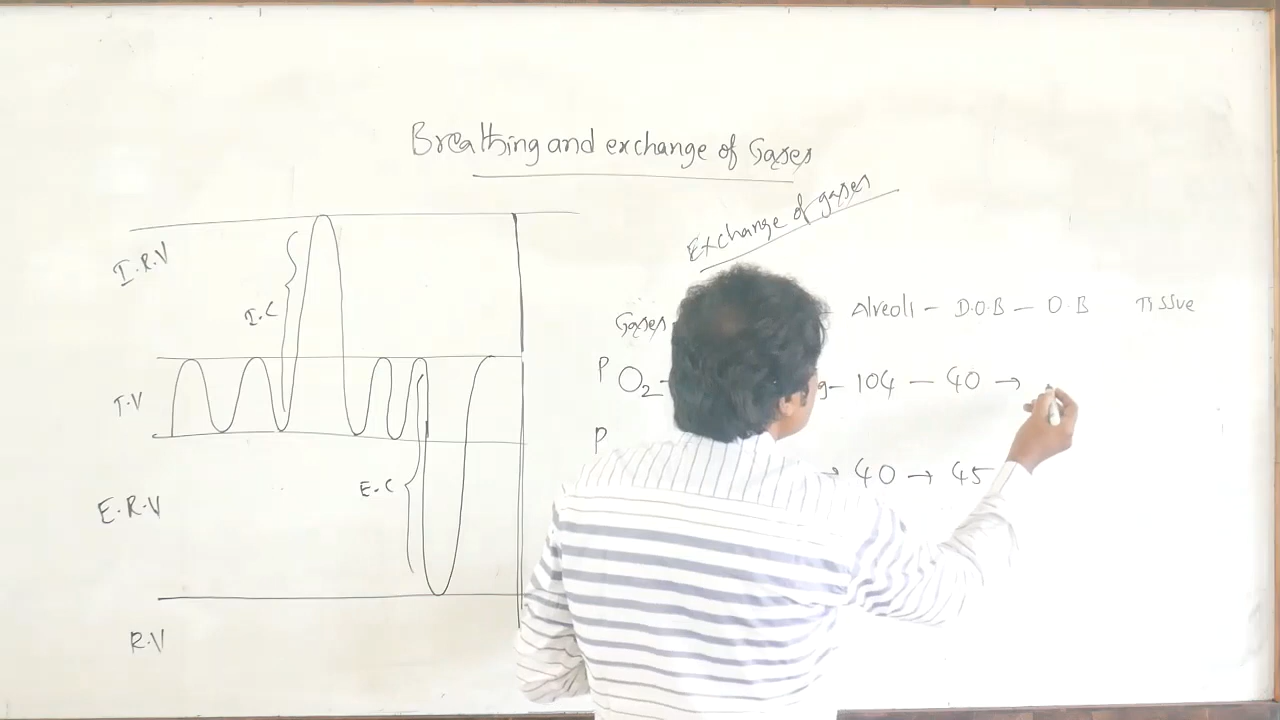 Breathing and exchange of Gases
Exchange of gases
I.R.V
I.C
T.V
E.C
E.R.V
R.V
Gases Alveoli - D.O.B - O.B Tissue
P O2 - g - 104 - 40 →
P → 40 → 45